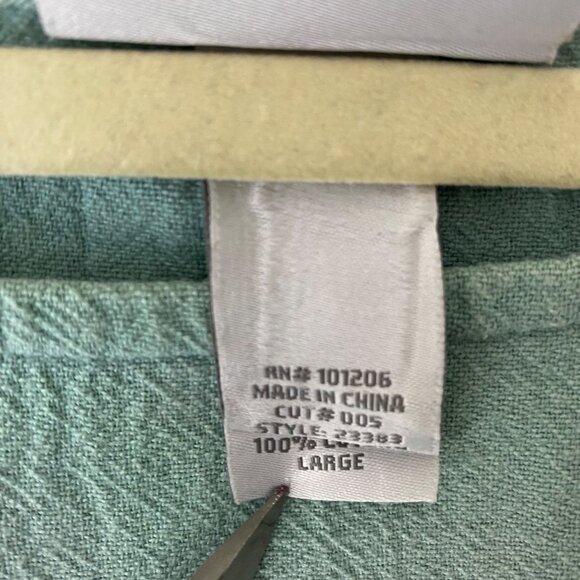 RN# 101206
MADE IN CHINA
CUT# 005
STYLE: 23383
100%
LARGE